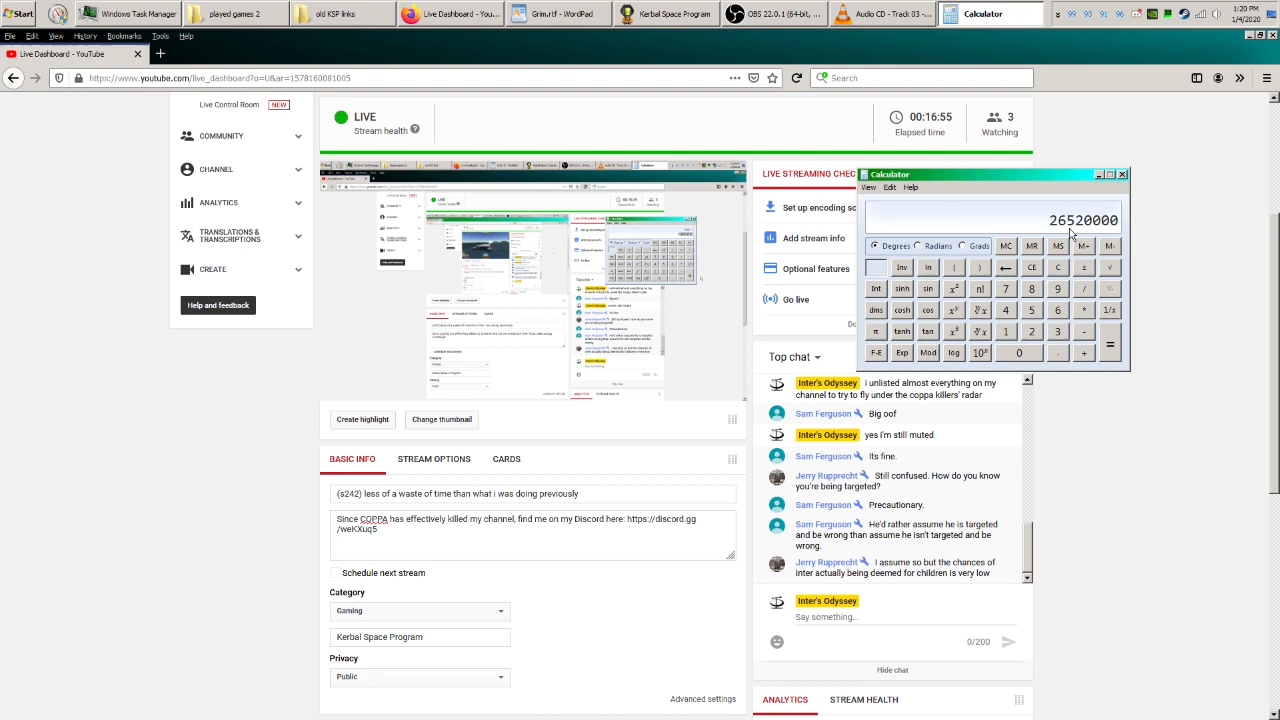 Start
Windows Task Manager
played games 2
old KSP links
Live Dashboard - You...
Grim.rtf - WordPad
Kerbal Space Program
OBS 22.0.1 (64-bit, ...
Audio CD - Track 03 - ...
Calculator
99 93 91 96
1:20 PM
1/4/2020
File Edit View History Bookmarks Tools Help
Live Dashboard - YouTube
https://www.youtube.com/live_dashboard?o=U&ar=1578160081005
Search
Live Control Room NEW
COMMUNITY
CHANNEL
ANALYTICS
TRANSLATIONS &
TRANSCRIPTIONS
CREATE
Help and feedback
LIVE
Stream health
00:16:55
Elapsed time
3
Watching
Create highlight
Change thumbnail
BASIC INFO STREAM OPTIONS CARDS
(s242) less of a waste of time than what i was doing previously
Since COPPA has effectively killed my channel, find me on my Discord here: https://discord.gg
/weKXuq5
Schedule next stream
Category
Gaming
Kerbal Space Program
Privacy
Public
Advanced settings
LIVE STREAMING CHEC
Set up encoding so
Add stream info
Optional features
Go live
Top chat
Calculator
View Edit Help
26520000
Degrees Radians Grads MC MR MS M+ M-
Inv ln ( ) ← CE C ± √
Int sinh sin x² n! 7 8 9 / %
dms cosh cos xʸ ʸ√x 4 5 6 * 1/x
π tanh tan x³ ³√x 1 2 3 - =
F-E Exp Mod log 10ˣ 0 . +
Inter's Odyssey I unlisted almost everything on my
channel to try to fly under the coppa killers' radar
Sam Ferguson Big oof
Inter's Odyssey yes i'm still muted
Sam Ferguson Its fine.
Jerry Rupprecht Still confused. How do you know
you're being targeted?
Sam Ferguson Precautionary.
Sam Ferguson He'd rather assume he is targeted
and be wrong than assume he isn't targeted and be
wrong.
Jerry Rupprecht I assume so but the chances of
inter actually being deemed for children is very low
Inter's Odyssey
Say something...
0/200
Hide chat
ANALYTICS STREAM HEALTH